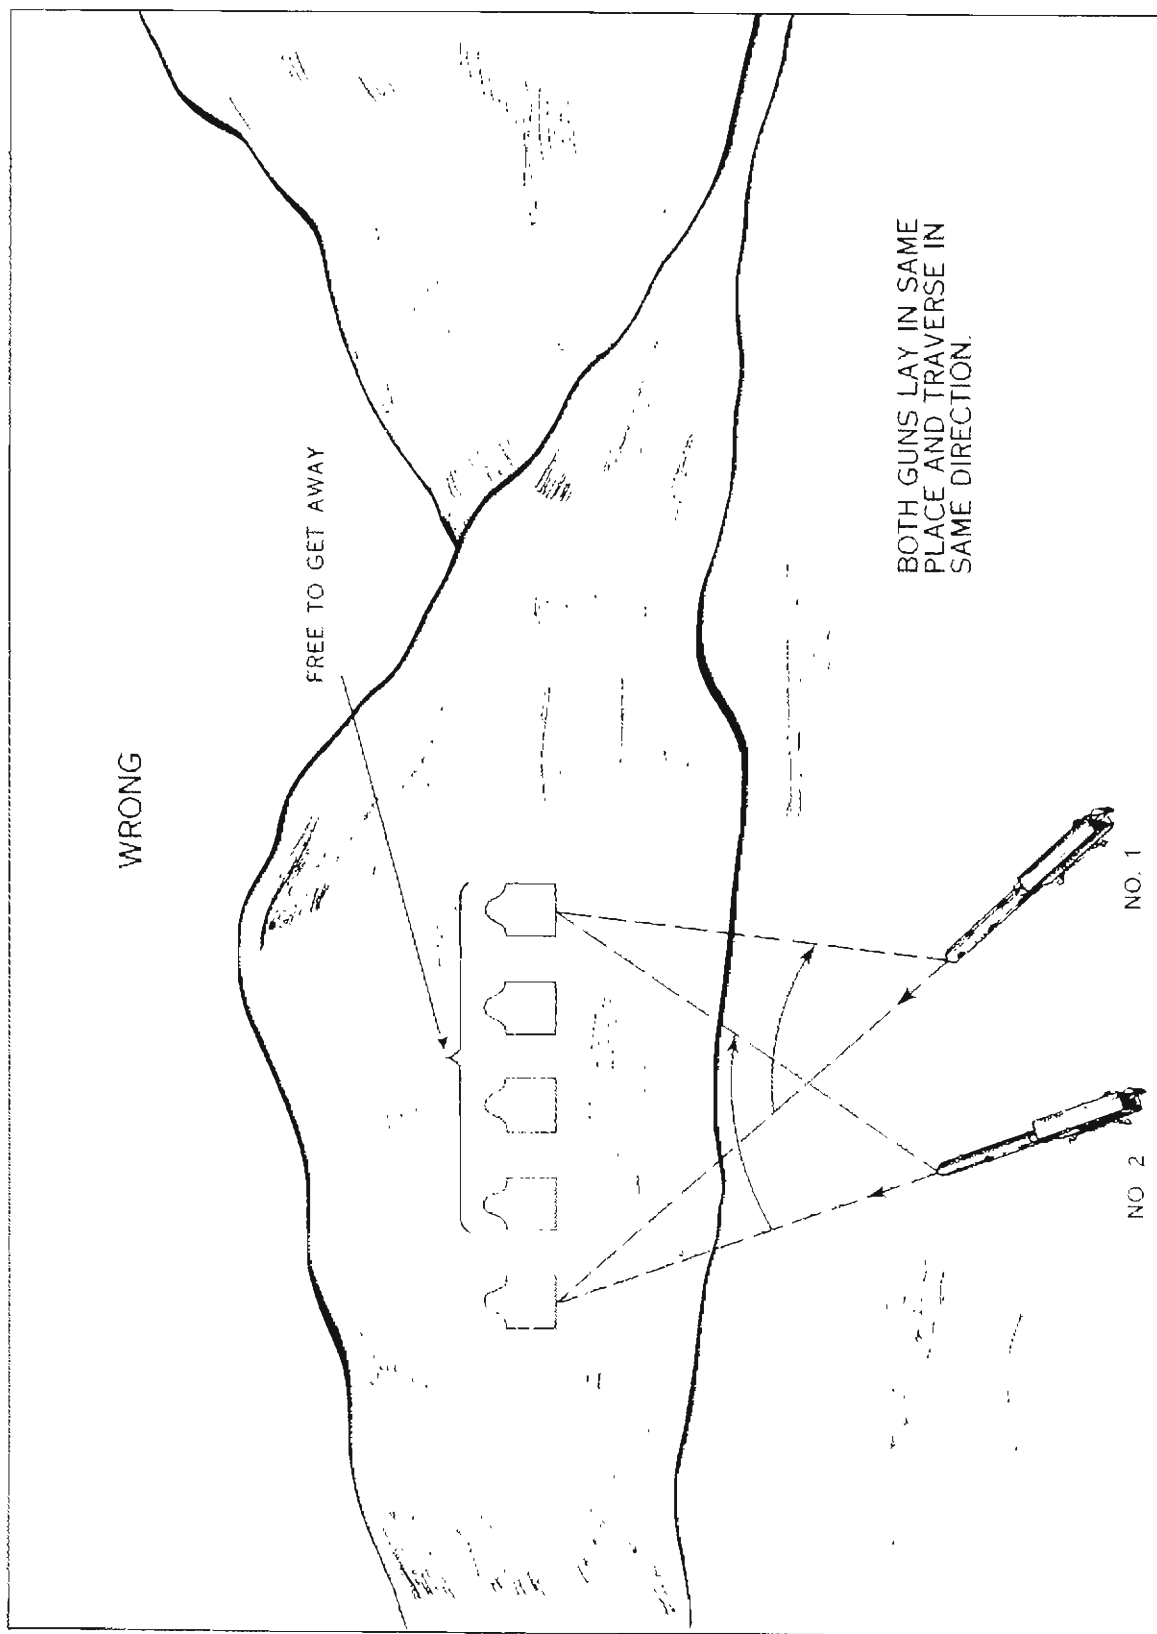 WRONG
FREE TO GET AWAY
BOTH GUNS LAY IN SAME
PLACE AND TRAVERSE IN
SAME DIRECTION.
NO 2
NO. 1